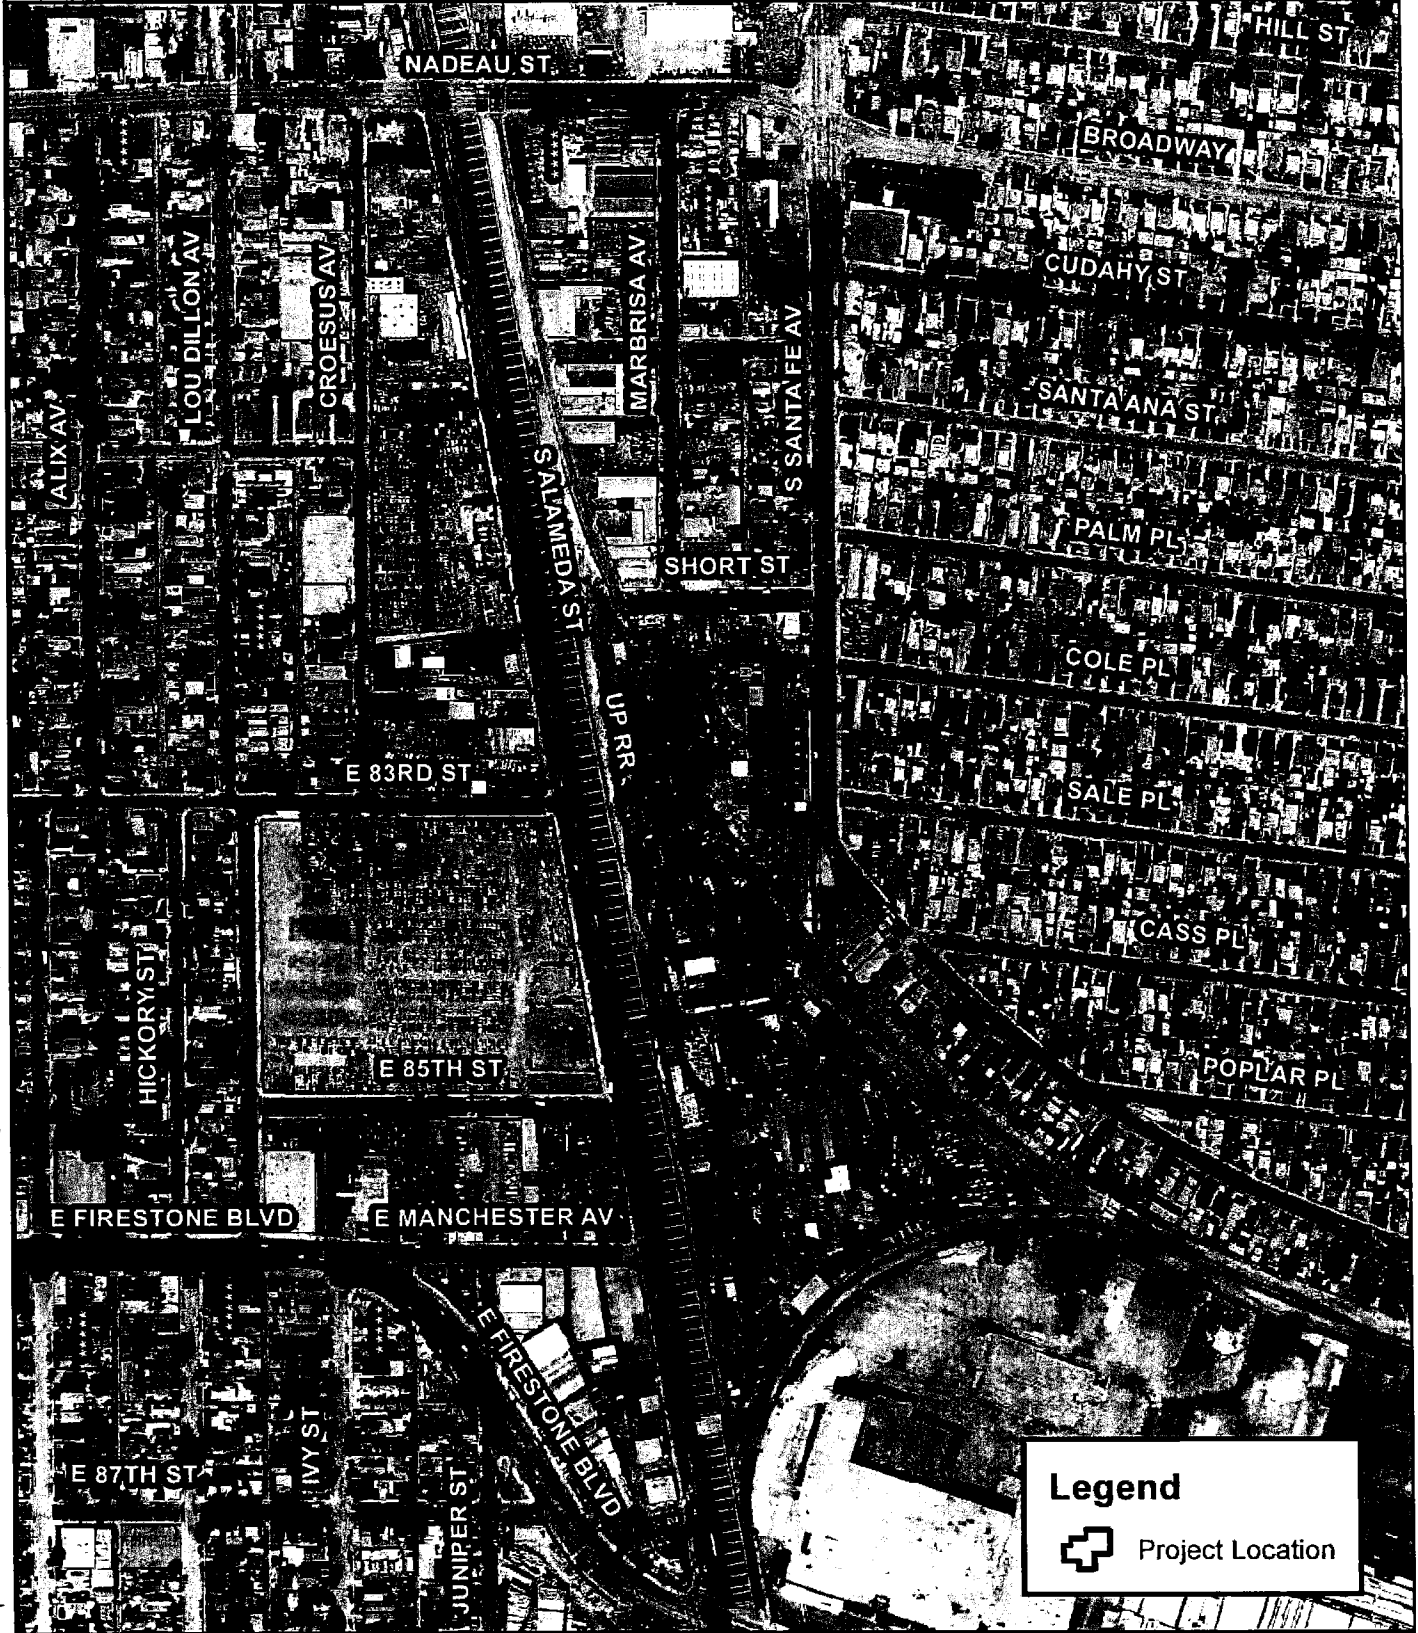 HILL ST
NADEAU ST
BROADWAY
CUDAHY ST
LOU DILLON AV
CROESUS AV
MARBRISA AV
S SANTA FE AV
SANTA ANA ST
ALIX AV
S ALAMEDA ST
PALM PL
SHORT ST
COLE PL
UP RR
E 83RD ST
SALE PL
CASS PL
HICKORY ST
E 85TH ST
POPLAR PL
E FIRESTONE BLVD
E MANCHESTER AV
E FIRESTONE BLVD
IVY ST
E 87TH ST
JUNIPER ST
Legend
Project Location